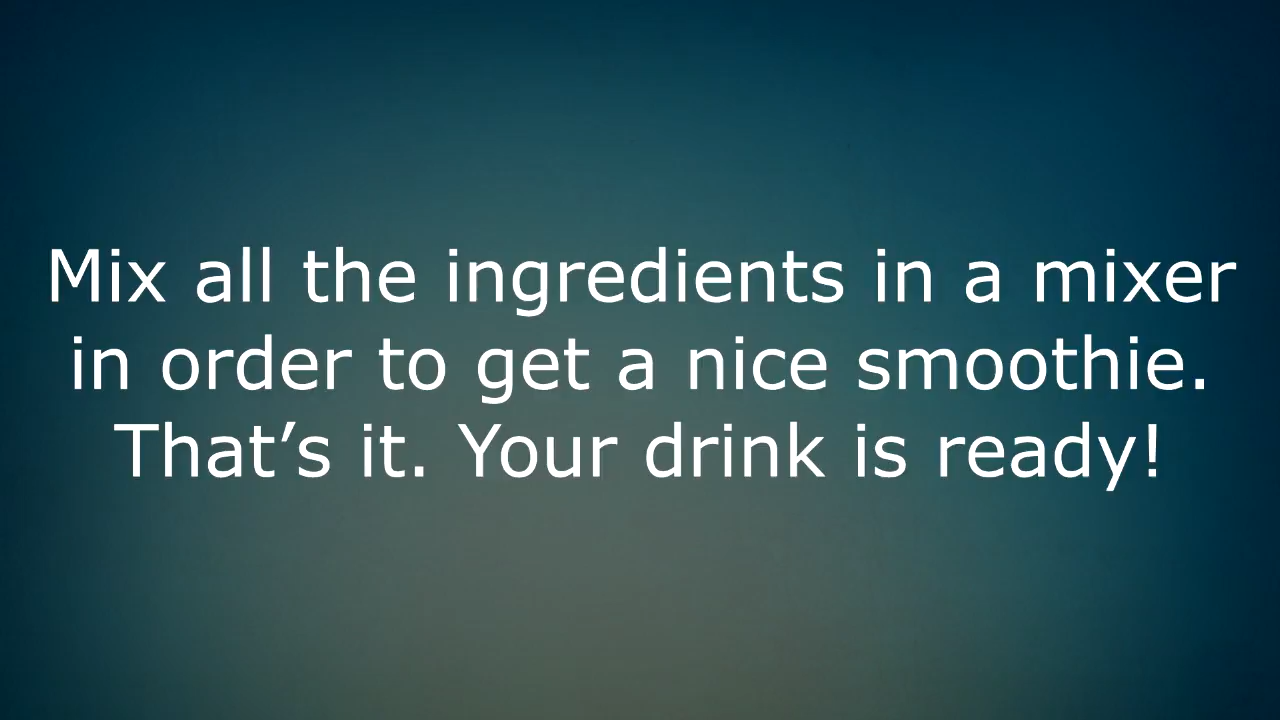 Mix all the ingredients in a mixer
in order to get a nice smoothie.
That’s it. Your drink is ready!